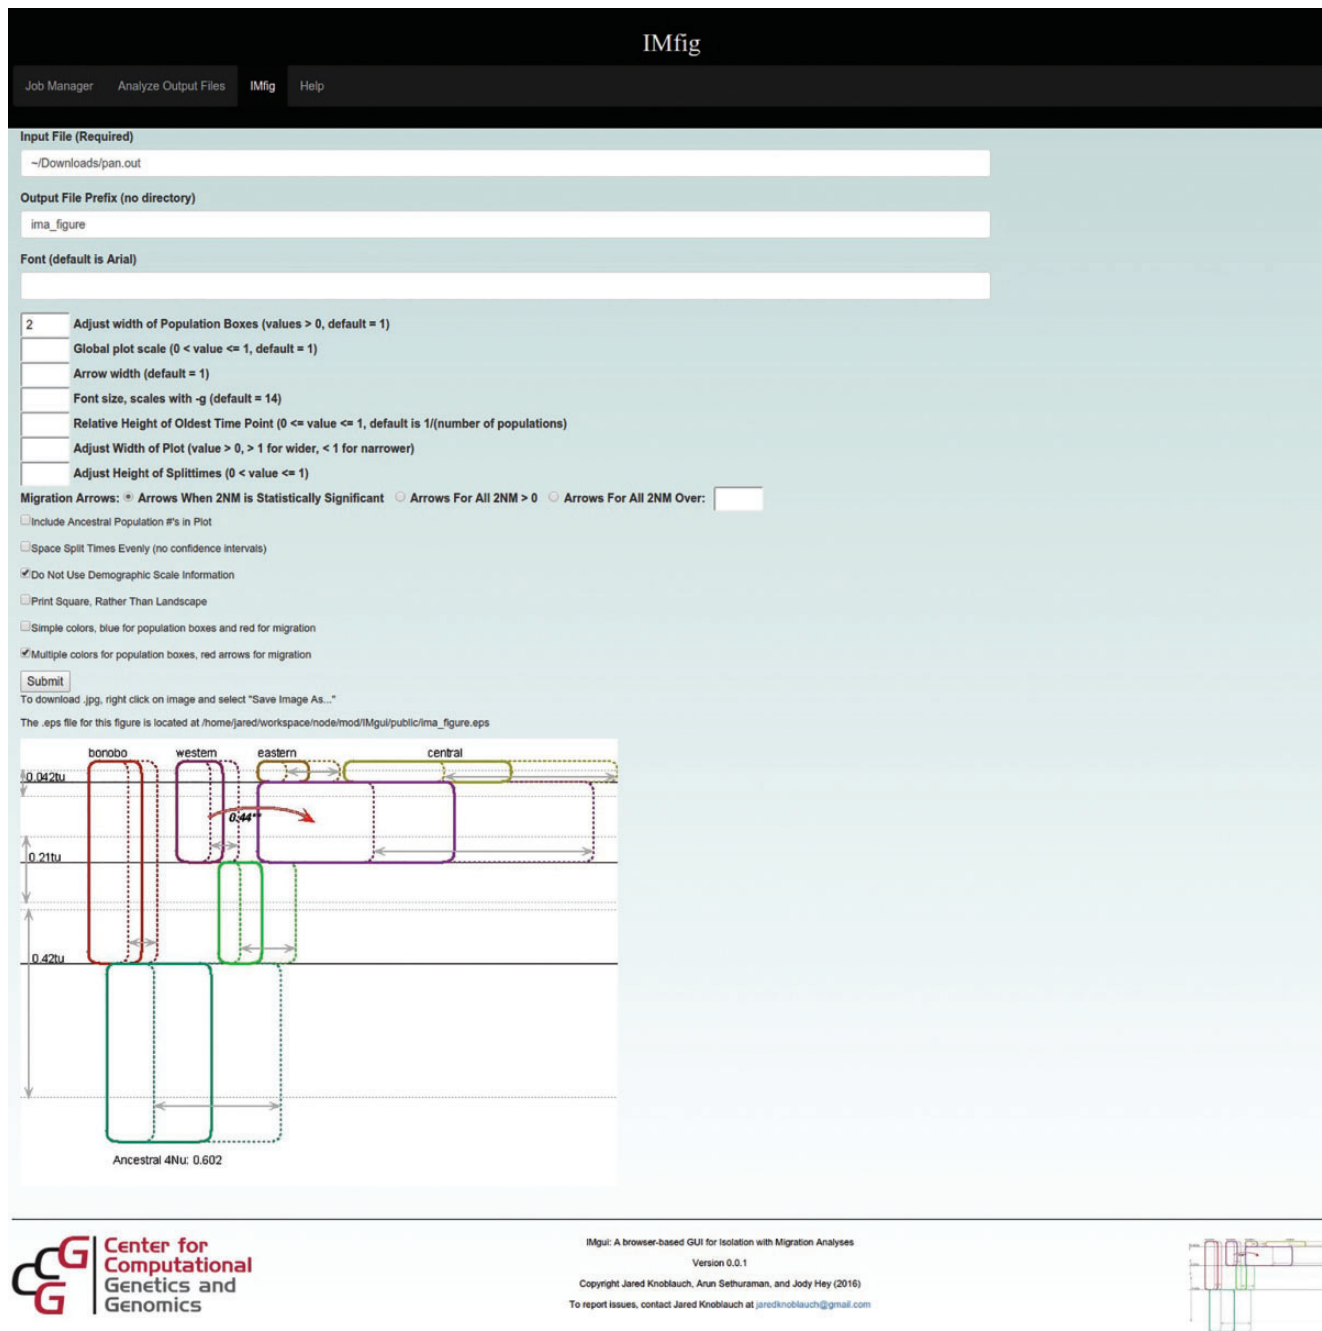 IMfig
Job Manager Analyze Output Files IMfig Help
Input File (Required)
~/Downloads/pan.out
Output File Prefix (no directory)
ima_figure
Font (default is Arial)
2 Adjust width of Population Boxes (values > 0, default = 1)
Global plot scale (0 < value <= 1, default = 1)
Arrow width (default = 1)
Font size, scales with -g (default = 14)
Relative Height of Oldest Time Point (0 <= value <= 1, default is 1/(number of populations)
Adjust Width of Plot (value > 0, > 1 for wider, < 1 for narrower)
Adjust Height of Splittimes (0 < value <= 1)
Migration Arrows: Arrows When 2NM is Statistically Significant Arrows For All 2NM > 0 Arrows For All 2NM Over:
Include Ancestral Population #'s in Plot
Space Split Times Evenly (no confidence intervals)
Do Not Use Demographic Scale Information
Print Square, Rather Than Landscape
Simple colors, blue for population boxes and red for migration
Multiple colors for population boxes, red arrows for migration
Submit
To download .jpg, right click on image and select "Save Image As..."
The .eps file for this figure is located at /home/jared/workspace/node/mod/IMgui/public/ima_figure.eps
bonobo western eastern central
0.042tu
0.44**
0.21tu
0.42tu
Ancestral 4Nu: 0.602
CCGG
Center for
Computational
Genetics and
Genomics
IMgui: A browser-based GUI for Isolation with Migration Analyses
Version 0.0.1
Copyright Jared Knoblauch, Arun Sethuraman, and Jody Hey (2016)
To report issues, contact Jared Knoblauch at jaredknoblauch@gmail.com